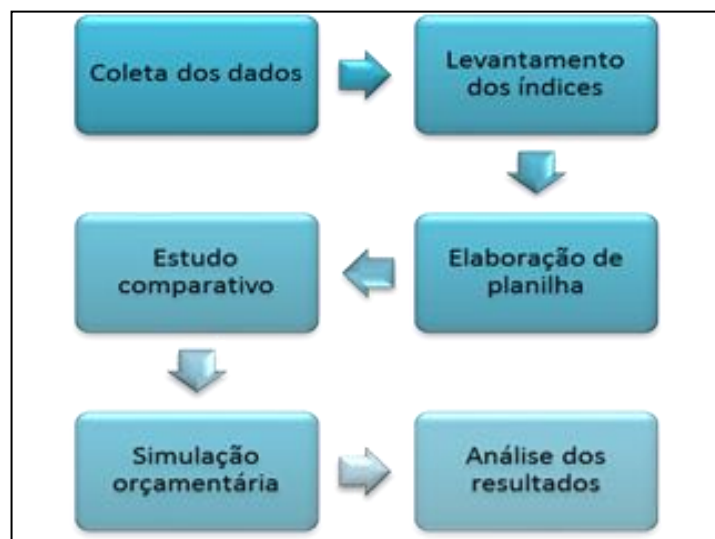 Coleta dos dados
Levantamento
dos índices
Elaboração de
planilha
Estudo
comparativo
Simulação
orçamentária
Análise dos
resultados